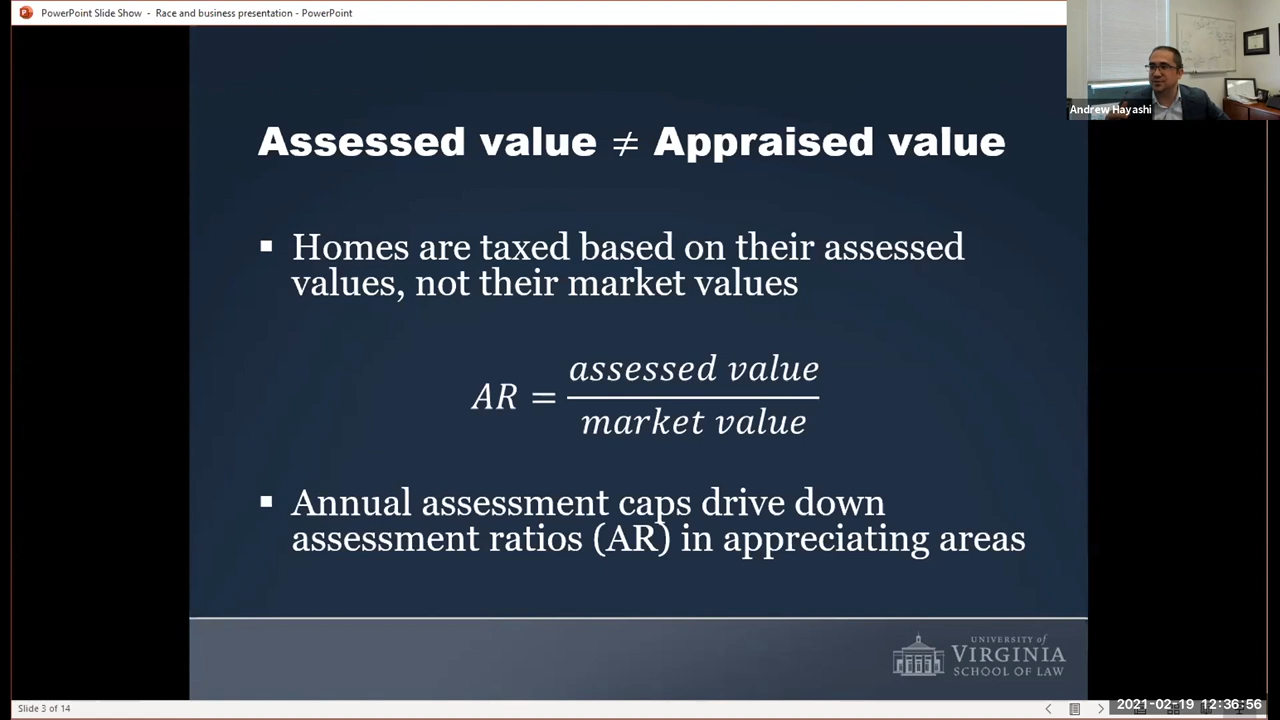 PowerPoint Slide Show - Race and business presentation - PowerPoint
Andrew Hayashi
Assessed value ≠ Appraised value
▪ Homes are taxed based on their assessed
values, not their market values
AR = assessed value / market value
▪ Annual assessment caps drive down
assessment ratios (AR) in appreciating areas
UNIVERSITY of
VIRGINIA
SCHOOL OF LAW
Slide 3 of 14
2021-02-19 12:36:56